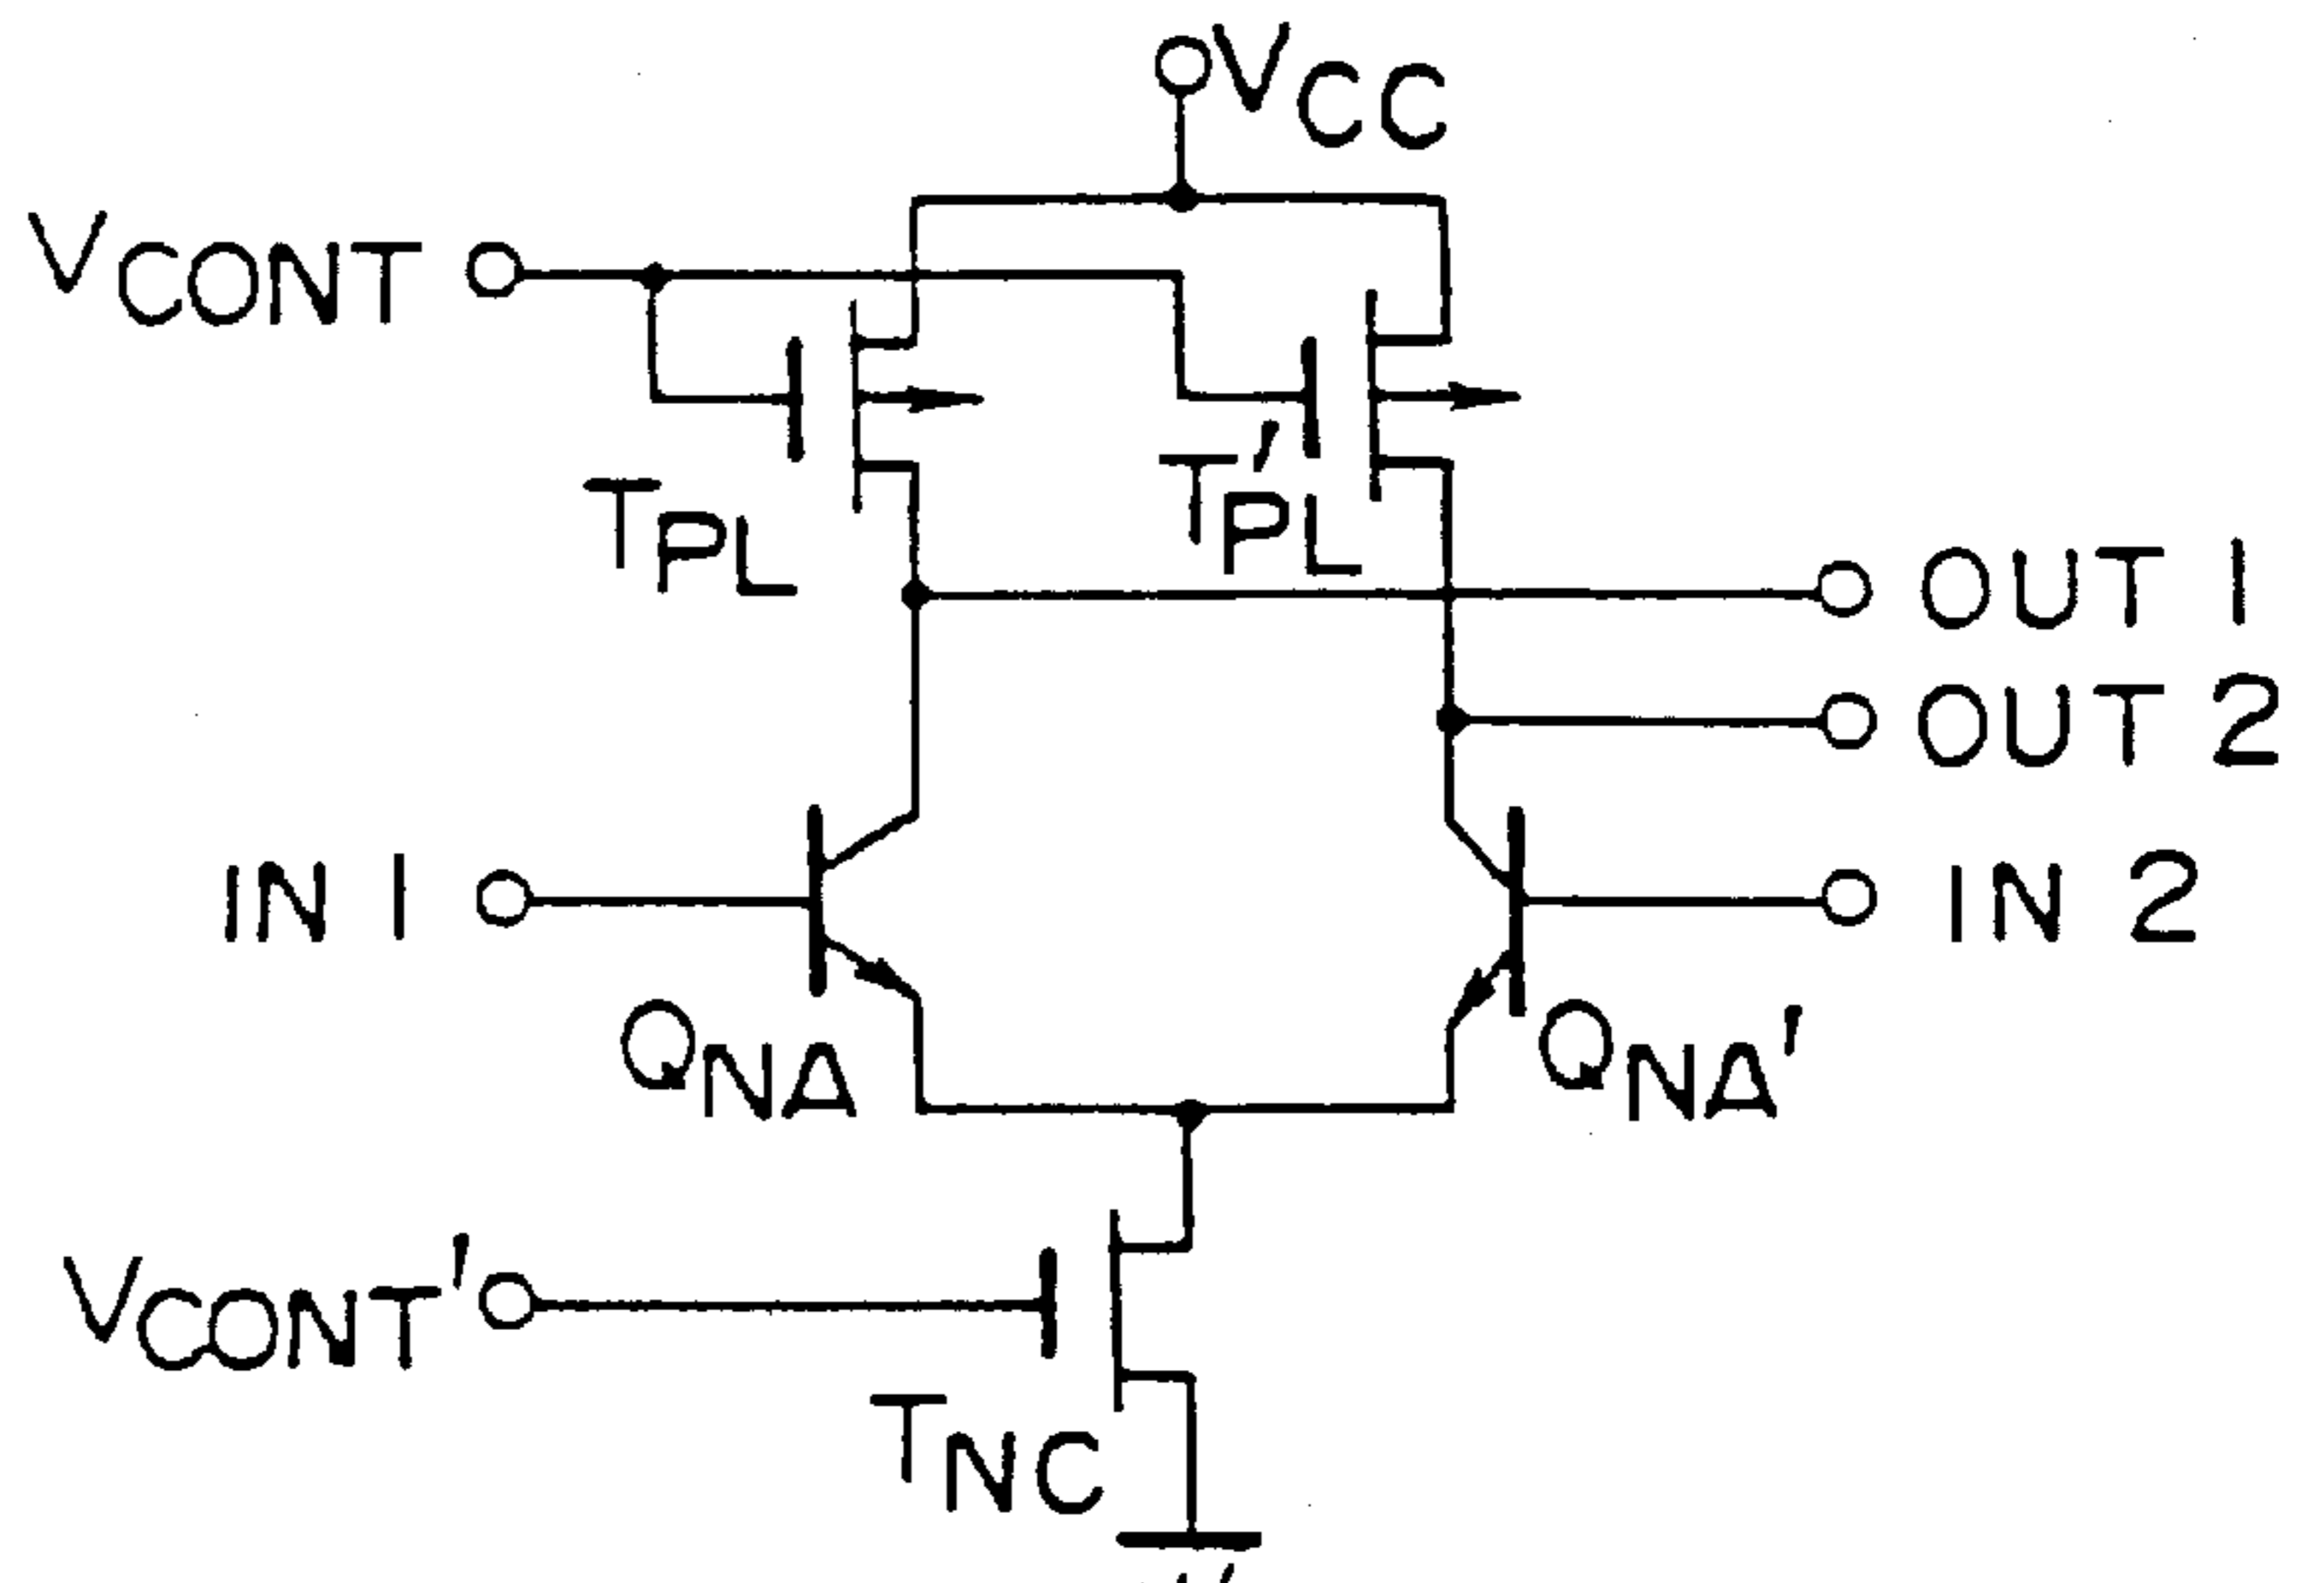 VCC
VCONT
TPL
T'PL
OUT 1
OUT 2
IN 1
IN 2
QNA
QNA'
VCONT'
TNC